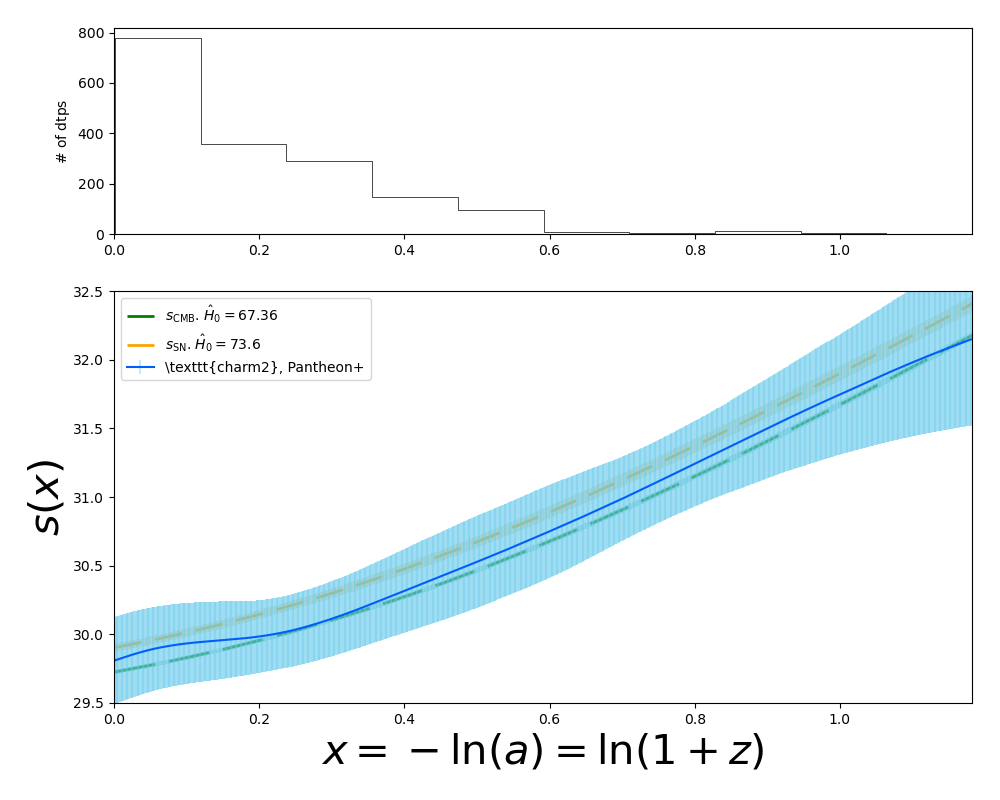 800
600
400
200
0
# of dtps
0.0 0.2 0.4 0.6 0.8 1.0
32.5
32.0
31.5
31.0
30.5
30.0
29.5
s(x)
s_CMB. Ĥ_0 = 67.36
s_SN. Ĥ_0 = 73.6
\texttt{charm2}, Pantheon+
0.0 0.2 0.4 0.6 0.8 1.0
x = −ln(a) = ln(1 + z)